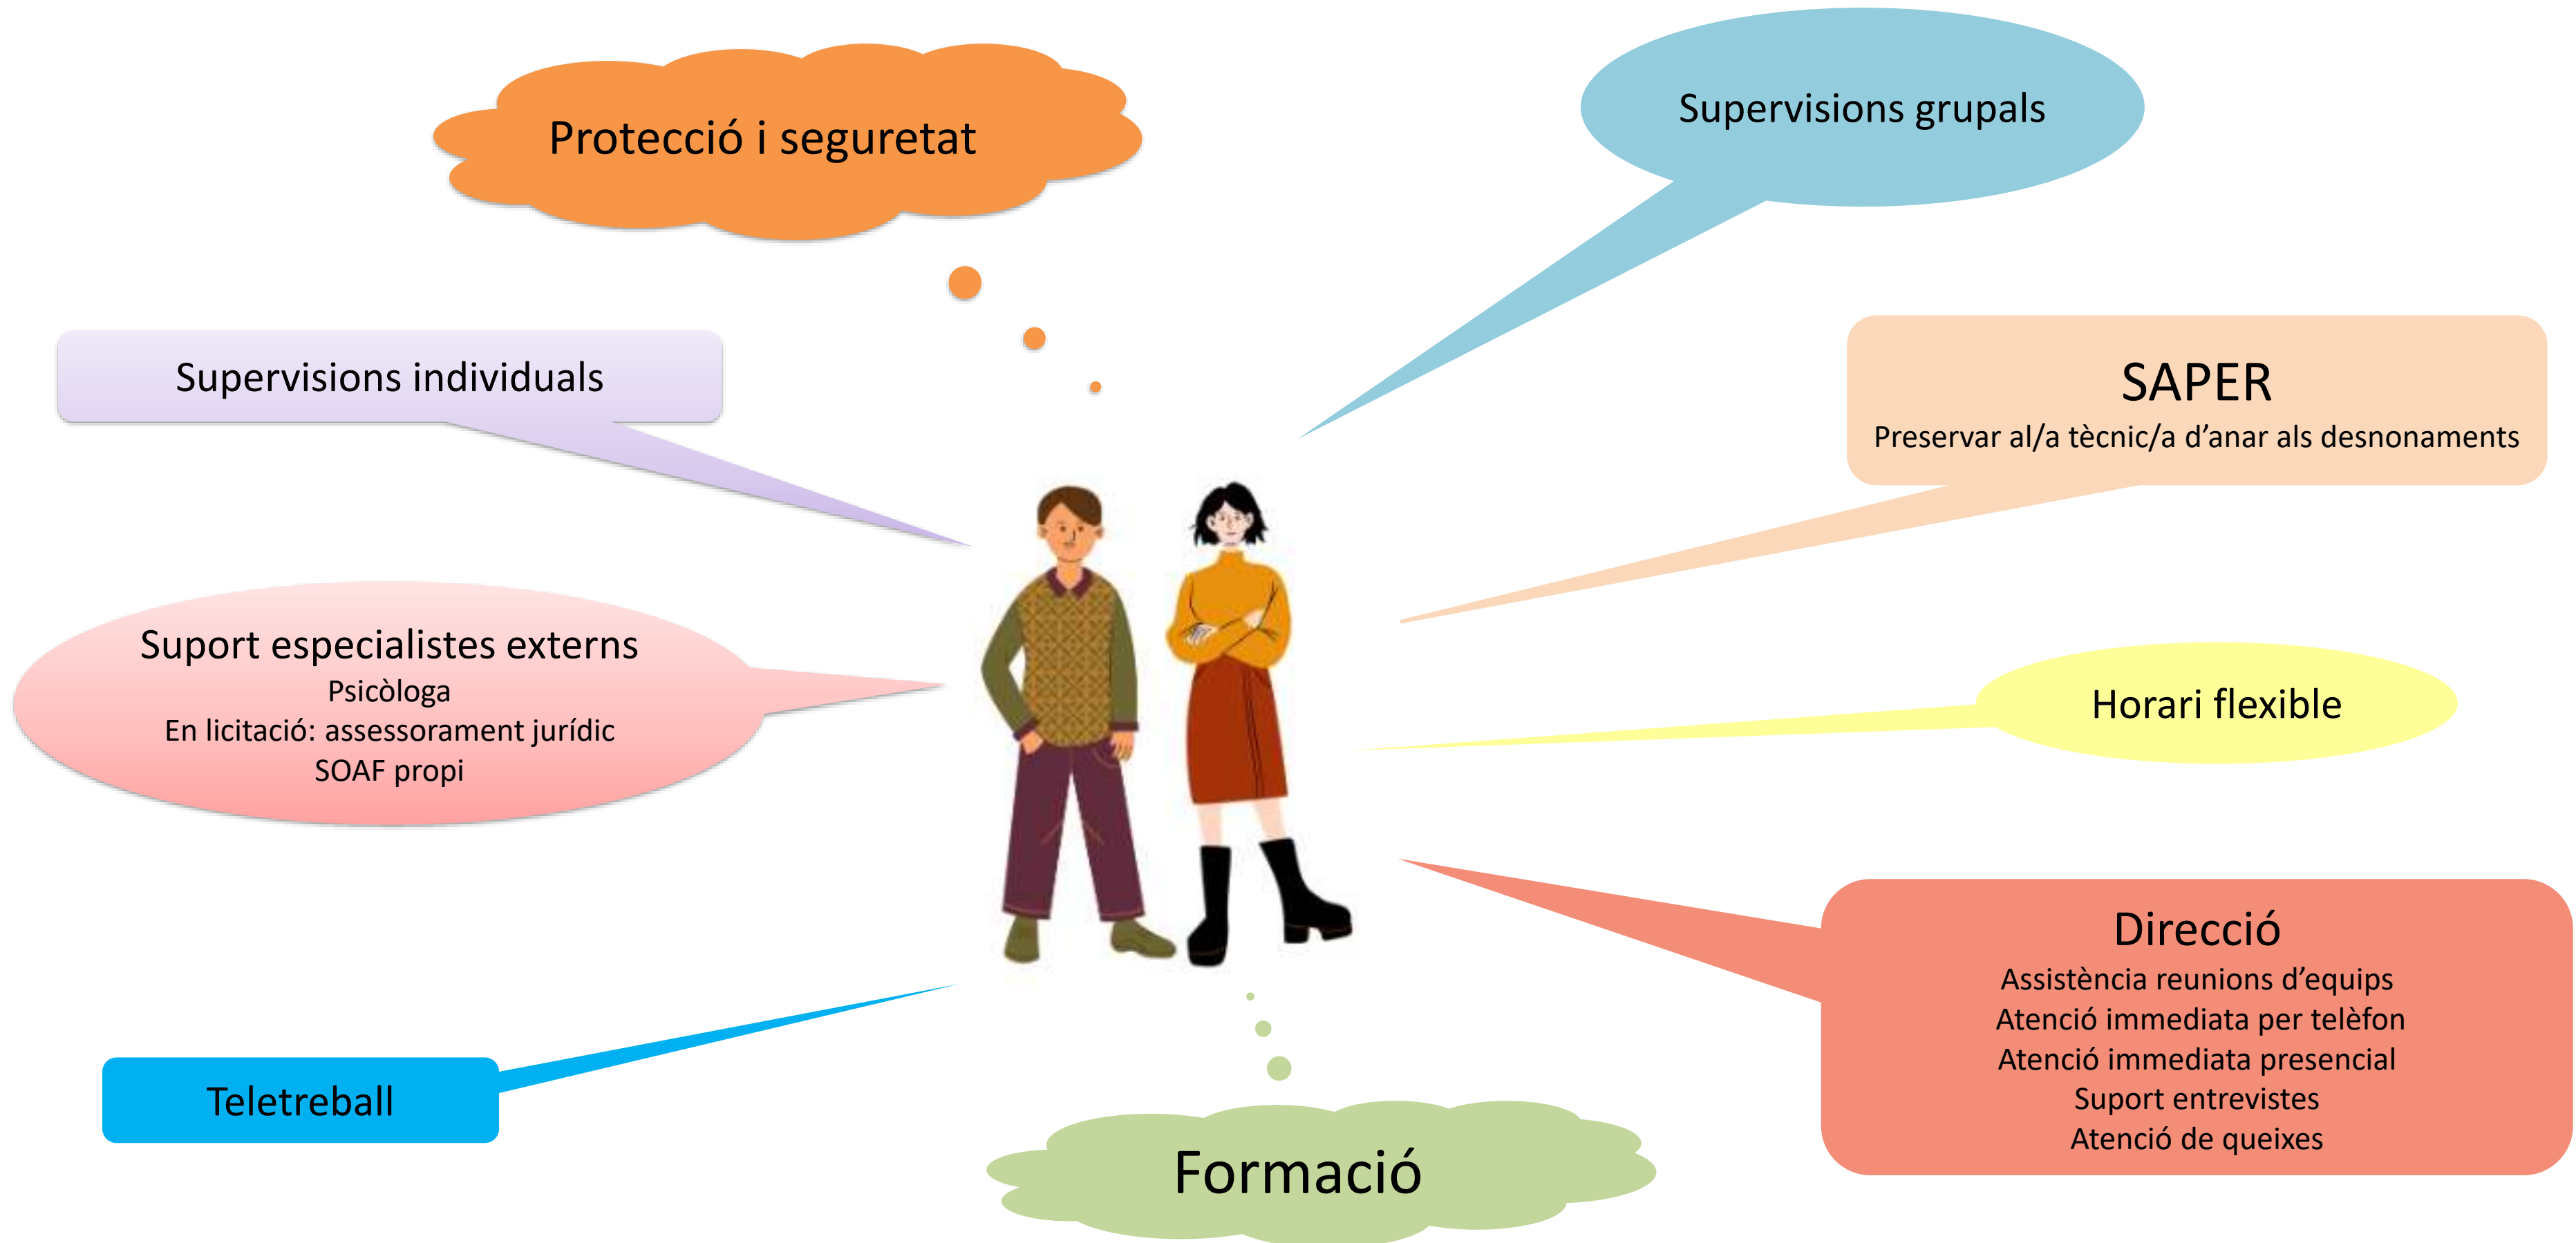 Protecció i seguretat
Supervisions grupals
Supervisions individuals
SAPER
Preservar al/a tècnic/a d’anar als desnonaments
Suport especialistes externs
Psicòloga
En licitació: assessorament jurídic
SOAF propi
Horari flexible
Direcció
Assistència reunions d’equips
Atenció immediata per telèfon
Atenció immediata presencial
Suport entrevistes
Atenció de queixes
Teletreball
Formació